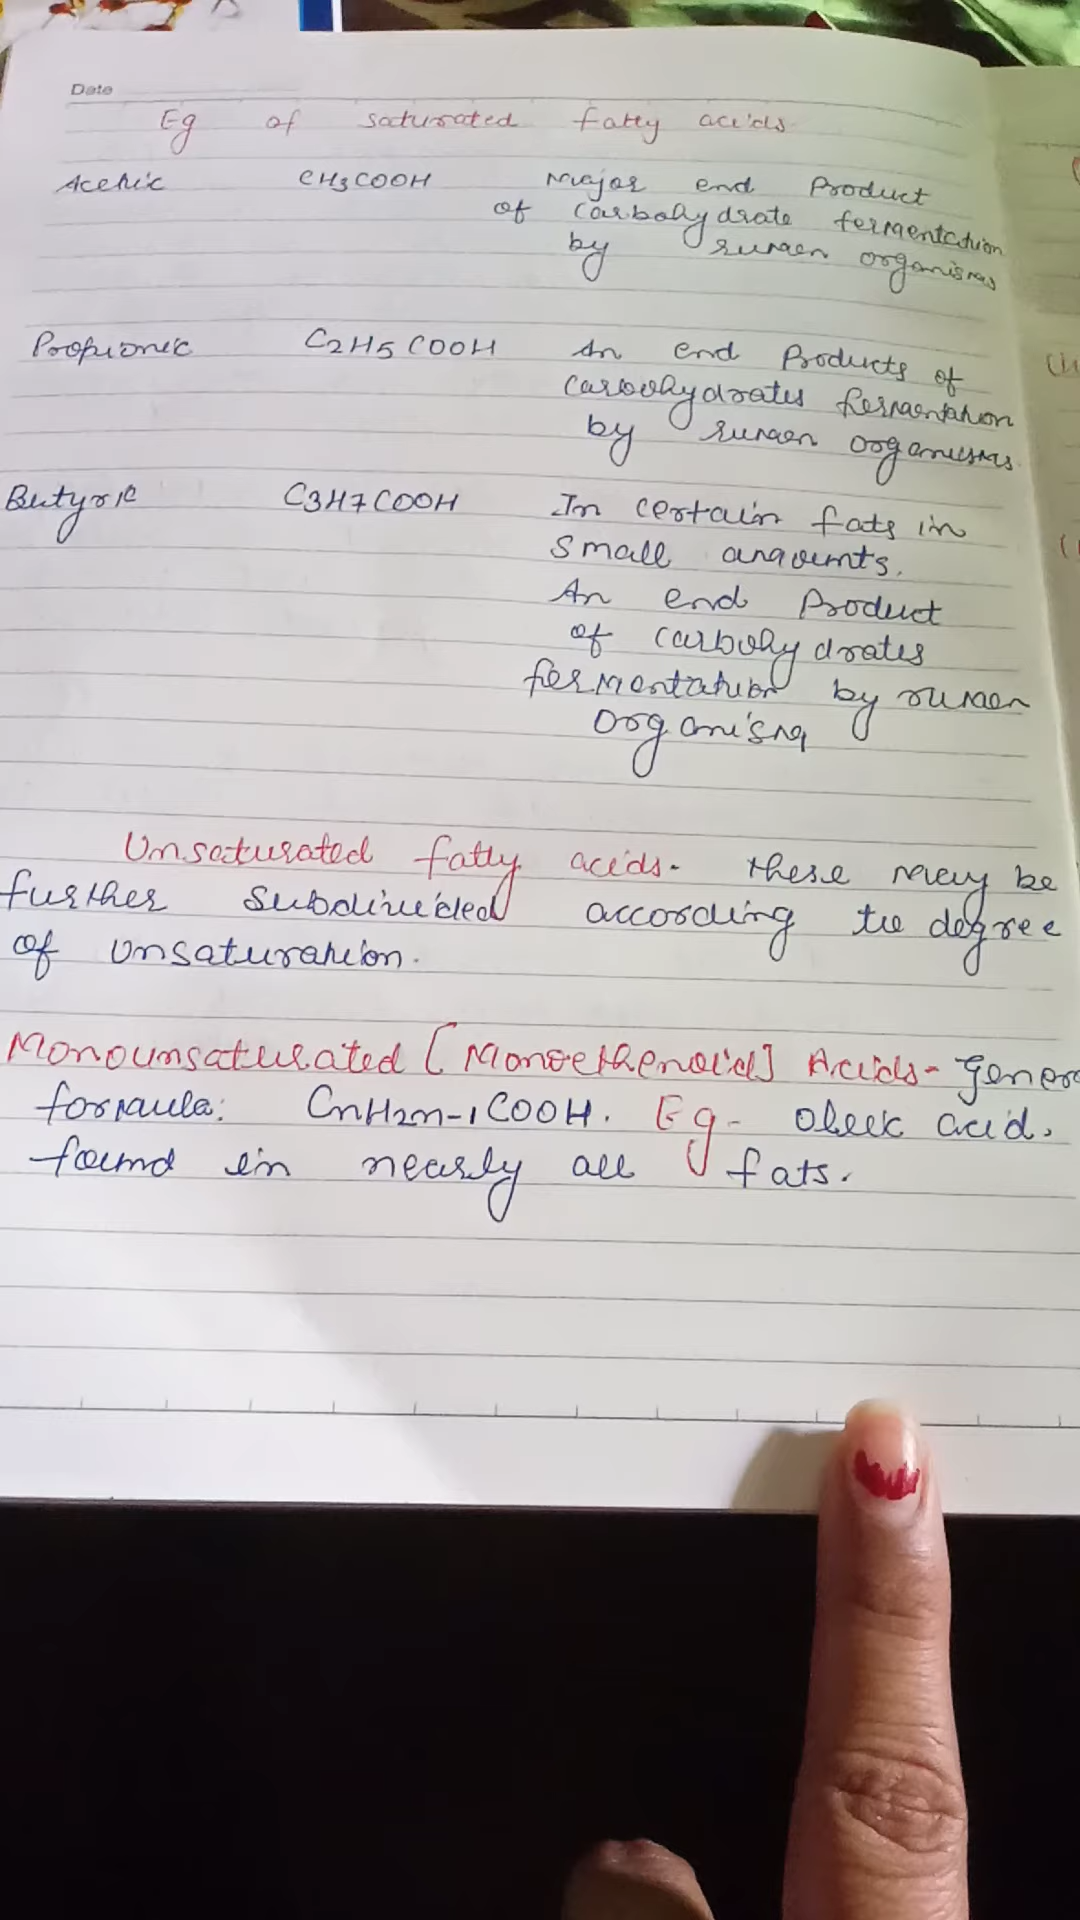 Date
Eg of saturated fatty acids
Acetic CH3COOH Major end Product
of carbohydrate fermentation
by rumen organisms
Propionic C2H5COOH An end Products of
carbohydrates fermentation
by rumen organisms
Butyric C3H7COOH In certain fats in
small amounts.
An end Product
of carbohydrates
fermentation by rumen
organism
Unsaturated fatty acids- these may be
further subdivided according to degree
of unsaturation.
Monounsaturated [Monoethenoid] Acids- gener
formula: CnH2n-1COOH. Eg- Oleic acid.
found in nearly all fats.